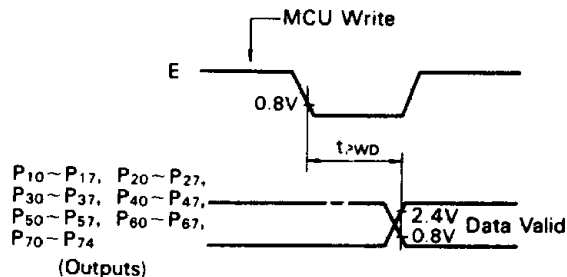 MCU Write
E
0.8V
tPWD
P10~P17, P20~P27,
P30~P37, P40~P47,
P50~P57, P60~P67,
P70~P74
(Outputs)
2.4V
0.8V
Data Valid